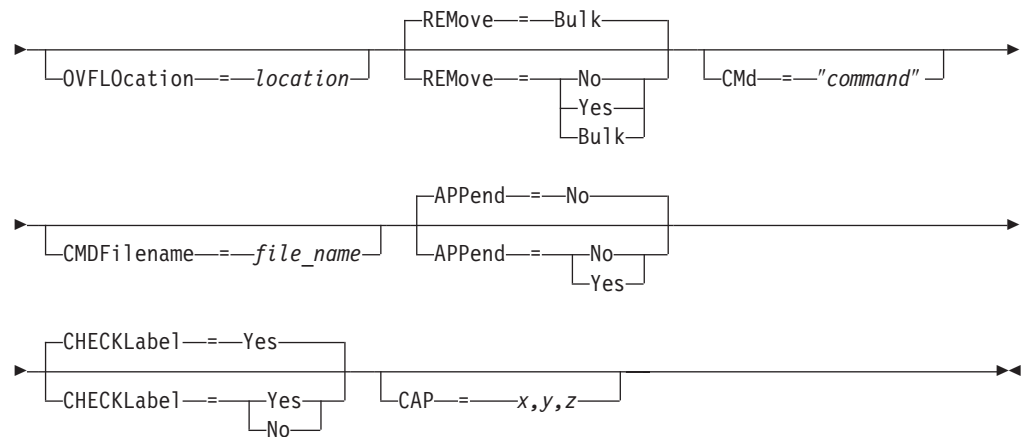 REMove = Bulk
OVFLOcation = location REMove = No CMd = "command"
Yes
Bulk
APPend = No
CMDFilename = file_name APPend = No
Yes
CHECKLabel = Yes
CHECKLabel = Yes CAP = x,y,z
No